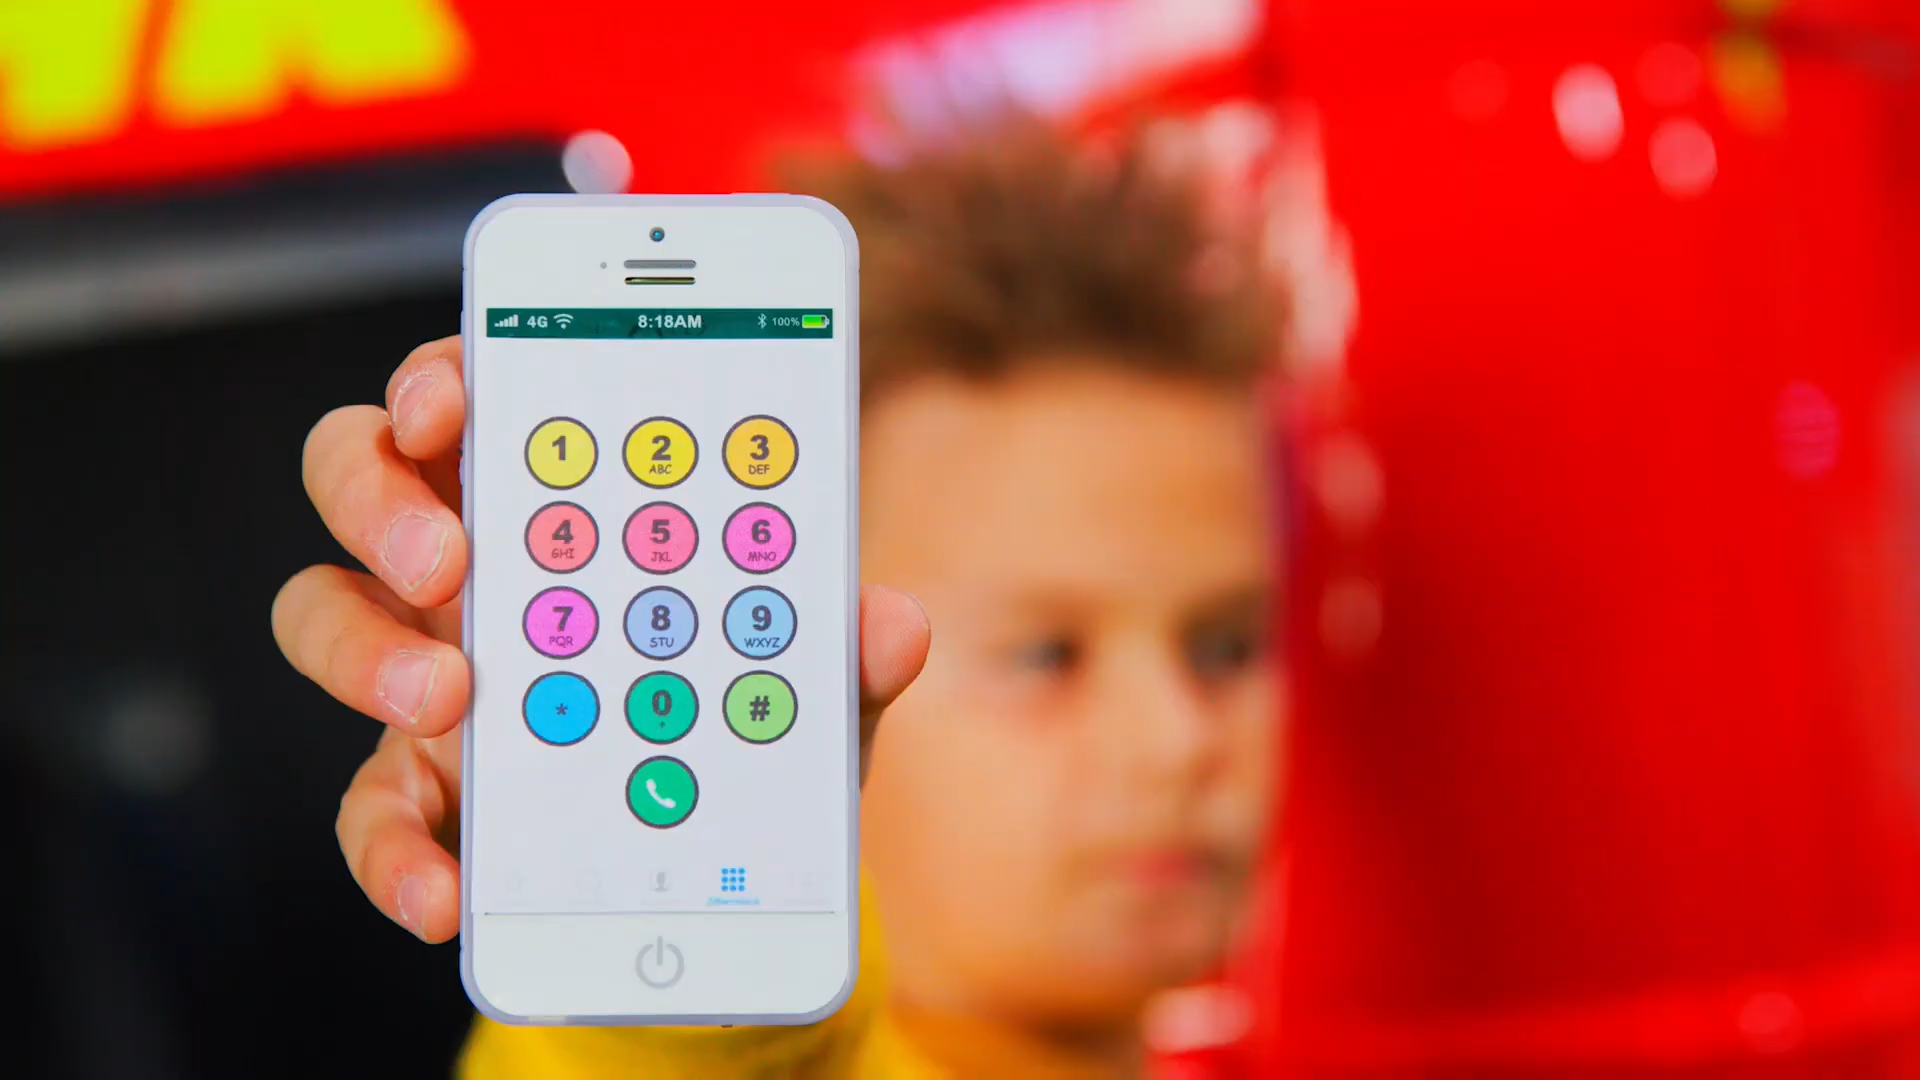 4G 8:18AM 100%
1 2 3
ABC DEF
4 5 6
GHI JKL MNO
7 8 9
PQR STU WXYZ
* 0 #
+